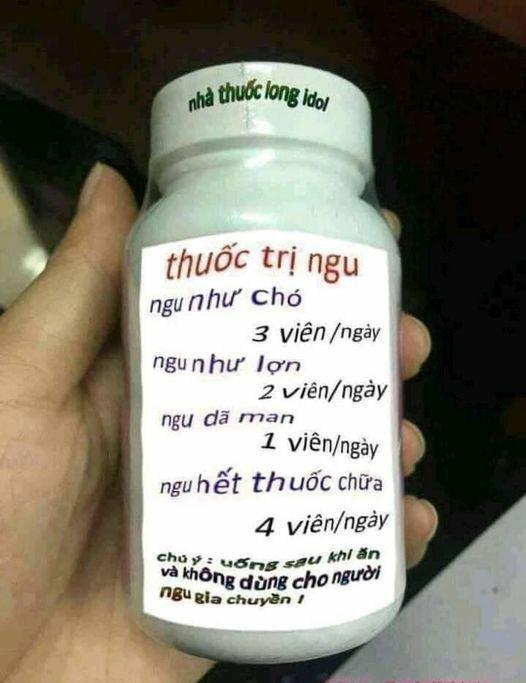 nhà thuốc long idol
thuốc trị ngu
ngu như chó
3 viên/ngày
ngu như lợn
2 viên/ngày
ngu dã man
1 viên/ngày
ngu hết thuốc chữa
4 viên/ngày
chú ý : uống sau khi ăn
và không dùng cho người
ngu gia chuyền !